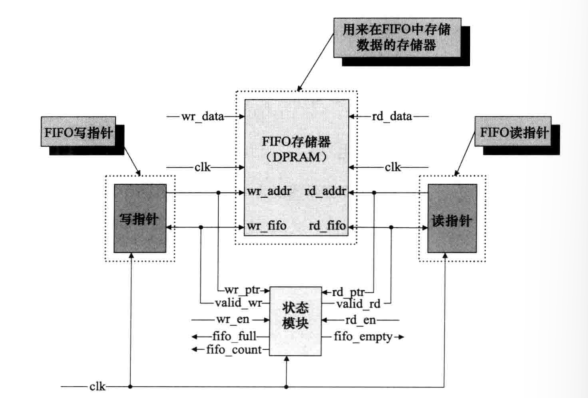 用来在FIFO中存储
数据的存储器
FIFO写指针
FIFO读指针
wr_data
rd_data
FIFO存储器
(DPRAM)
clk
clk
wr_addr
rd_addr
写指针
读指针
wr_fifo
rd_fifo
wr_ptr
rd_ptr
valid_wr
valid_rd
状态
模块
wr_en
rd_en
fifo_full
fifo_empty
fifo_count
clk